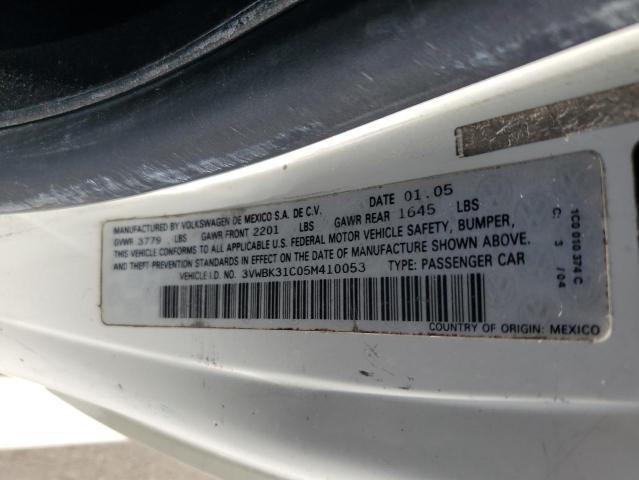 MANUFACTURED BY VOLKSWAGEN DE MEXICO S.A. DE C.V. DATE 01.05
GVWR 3779 LBS GAWR FRONT 2201 LBS GAWR REAR 1645 LBS
THIS VEHICLE CONFORMS TO ALL APPLICABLE U.S. FEDERAL MOTOR VEHICLE SAFETY, BUMPER,
AND THEFT PREVENTION STANDARDS IN EFFECT ON THE DATE OF MANUFACTURE SHOWN ABOVE.
VEHICLE I.D. NO. 3VWBK31C05M410053 TYPE: PASSENGER CAR
COUNTRY OF ORIGIN: MEXICO
1C0 010 374 C
C. 3 /04